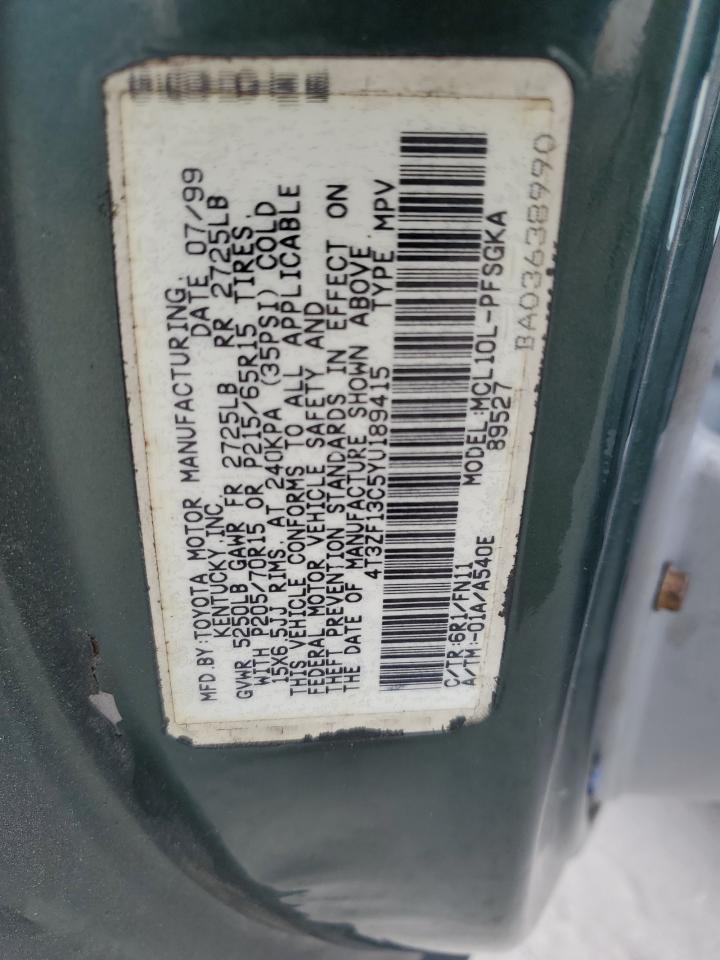 MFD.BY:TOYOTA MOTOR MANUFACTURING.
KENTUCKY,INC. DATE 07/99
GVWR 5250LB GAWR FR 2725LB RR 2725LB
WITH P205/70R15 OR P215/65R15 TIRES.
15X6.5JJ RIMS, AT 240KPA (35PSI) COLD
THIS VEHICLE CONFORMS TO ALL APPLICABLE
FEDERAL MOTOR VEHICLE SAFETY AND
THEFT PREVENTION STANDARDS IN EFFECT ON
THE DATE OF MANUFACTURE SHOWN ABOVE
4T3ZF13C5YU189415 TYPE MPV
C/TR:6R1/FN11 MODEL:MCL10L-PFSGKA
A/TM:-01A/A540E 89527
BA03638990